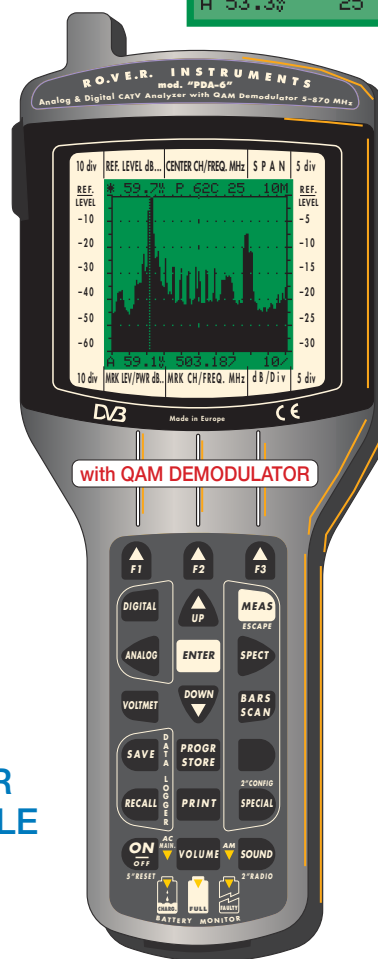 A 53.3% 25
RO.VE.R. INSTRUMENTS
mod. "PDA-6"
Analog & Digital CATV Analyzer with QAM Demodulator 5-870 MHz
10 div REF. LEVEL dB... CENTER CH/FREQ. MHz SPAN 5 div
* 59.7% P 62C 25 10M
REF. LEVEL REF. LEVEL
-10 -5
-20 -10
-30 -15
-40 -20
-50 -25
-60 -30
A 59.1% 503.187 10/
10 div MRK LEV/PWR dB.. MRK CH/FREQ. MHz dB/Div 5 div
DVB Made in Europe CE
with QAM DEMODULATOR
F1 F2 F3
DIGITAL UP MEAS
ESCAPE
ANALOG ENTER SPECT
VOLTMET DOWN BARS SCAN
SAVE DATA LOGGER PROGR STORE
2"CONFIG
RECALL PRINT SPECIAL
R
LE
AC MAIN. AM
ON OFF VOLUME SOUND
5"RESET 2"RADIO
CHARG. FULL FAULTY
BATTERY MONITOR